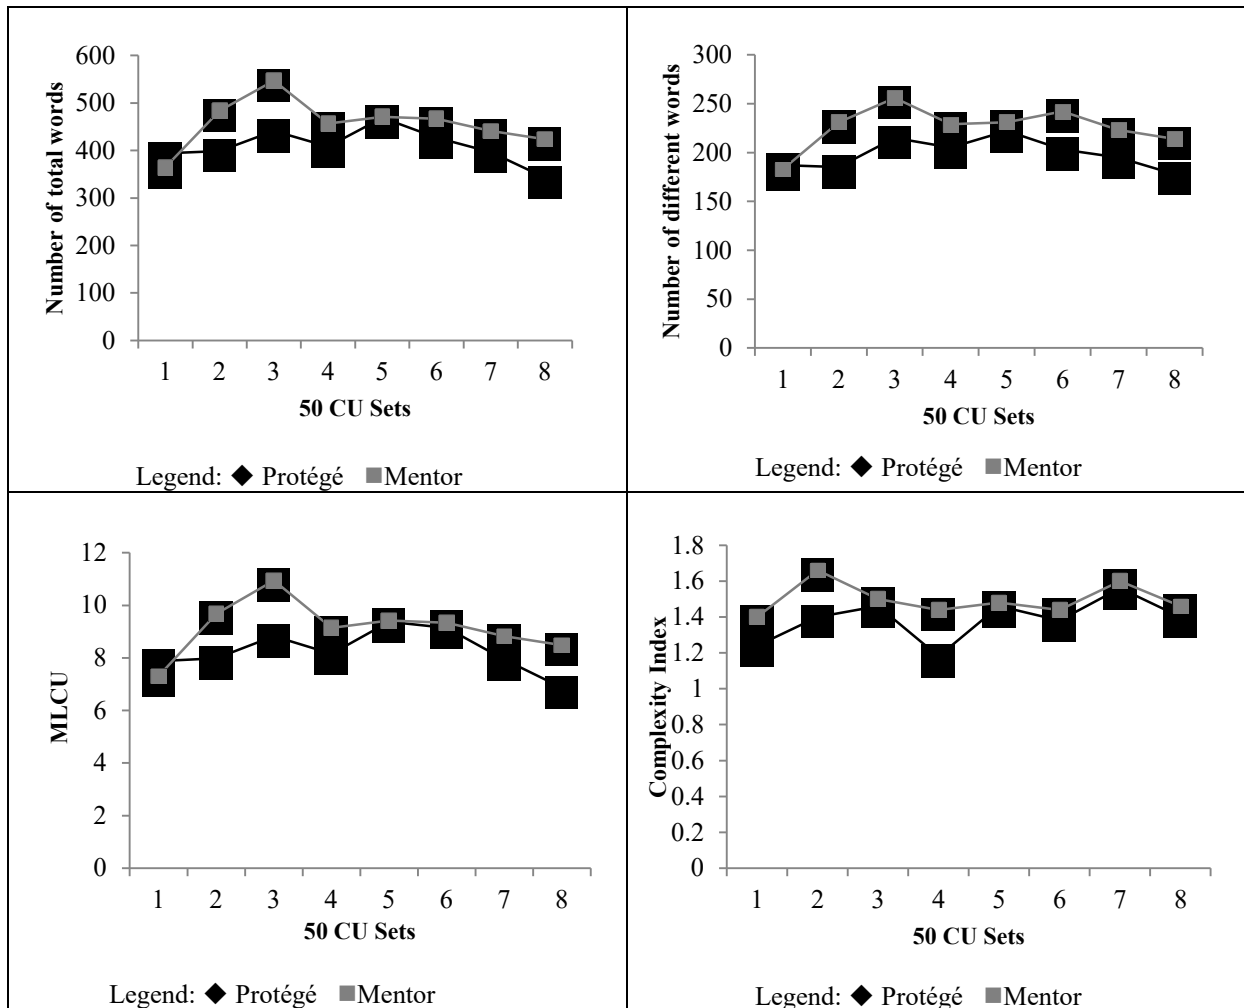 Number of total words
600
500
400
300
200
100
0
1 2 3 4 5 6 7 8
50 CU Sets
Legend: ◆ Protégé ■ Mentor
Number of different words
300
250
200
150
100
50
0
1 2 3 4 5 6 7 8
50 CU Sets
Legend: ◆ Protégé ■ Mentor
MLCU
12
10
8
6
4
2
0
1 2 3 4 5 6 7 8
50 CU Sets
Legend: ◆ Protégé ■ Mentor
Complexity Index
1.8
1.6
1.4
1.2
1
0.8
0.6
0.4
0.2
0
1 2 3 4 5 6 7 8
50 CU Sets
Legend: ◆ Protégé ■ Mentor